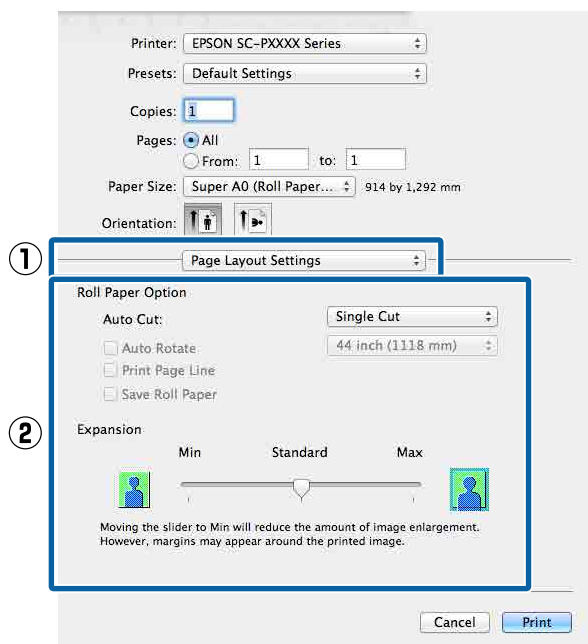 Printer: EPSON SC-PXXXX Series
Presets: Default Settings
Copies: 1
Pages: All
From: 1 to: 1
Paper Size: Super A0 (Roll Paper... 914 by 1,292 mm
Orientation:
① Page Layout Settings
Roll Paper Option
Auto Cut: Single Cut
Auto Rotate 44 inch (1118 mm)
Print Page Line
Save Roll Paper
②
Expansion
Min Standard Max
Moving the slider to Min will reduce the amount of image enlargement.
However, margins may appear around the printed image.
Cancel Print